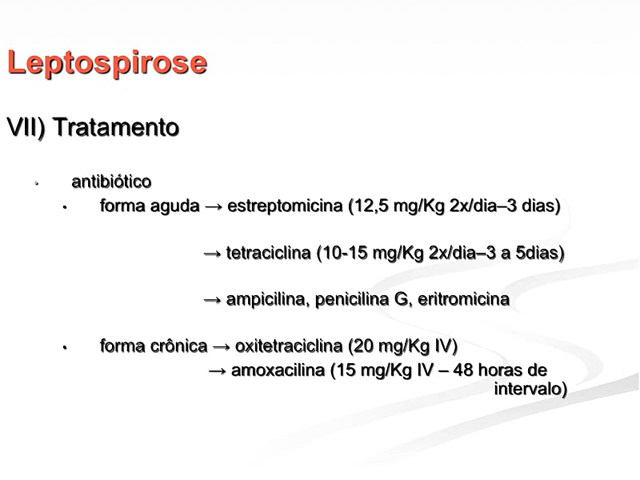 Leptospirose
VII) Tratamento
• antibiótico
• forma aguda → estreptomicina (12,5 mg/Kg 2x/dia–3 dias)
→ tetraciclina (10-15 mg/Kg 2x/dia–3 a 5dias)
→ ampicilina, penicilina G, eritromicina
• forma crônica → oxitetraciclina (20 mg/Kg IV)
→ amoxacilina (15 mg/Kg IV – 48 horas de
intervalo)